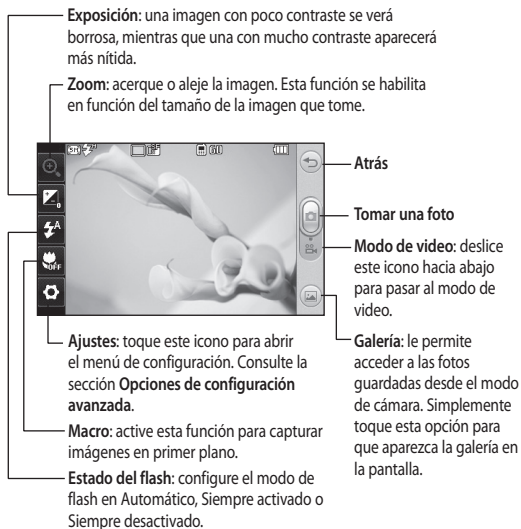 Exposición: una imagen con poco contraste se verá
borrosa, mientras que una con mucho contraste aparecerá
más nítida.
Zoom: acerque o aleje la imagen. Esta función se habilita
en función del tamaño de la imagen que tome.
Atrás
Tomar una foto
Modo de video: deslice
este icono hacia abajo
para pasar al modo de
video.
Galería: le permite
acceder a las fotos
guardadas desde el modo
de cámara. Simplemente
toque esta opción para
que aparezca la galería en
la pantalla.
Ajustes: toque este icono para abrir
el menú de configuración. Consulte la
sección Opciones de configuración
avanzada.
Macro: active esta función para capturar
imágenes en primer plano.
Estado del flash: configure el modo de
flash en Automático, Siempre activado o
Siempre desactivado.
0
A
OFF